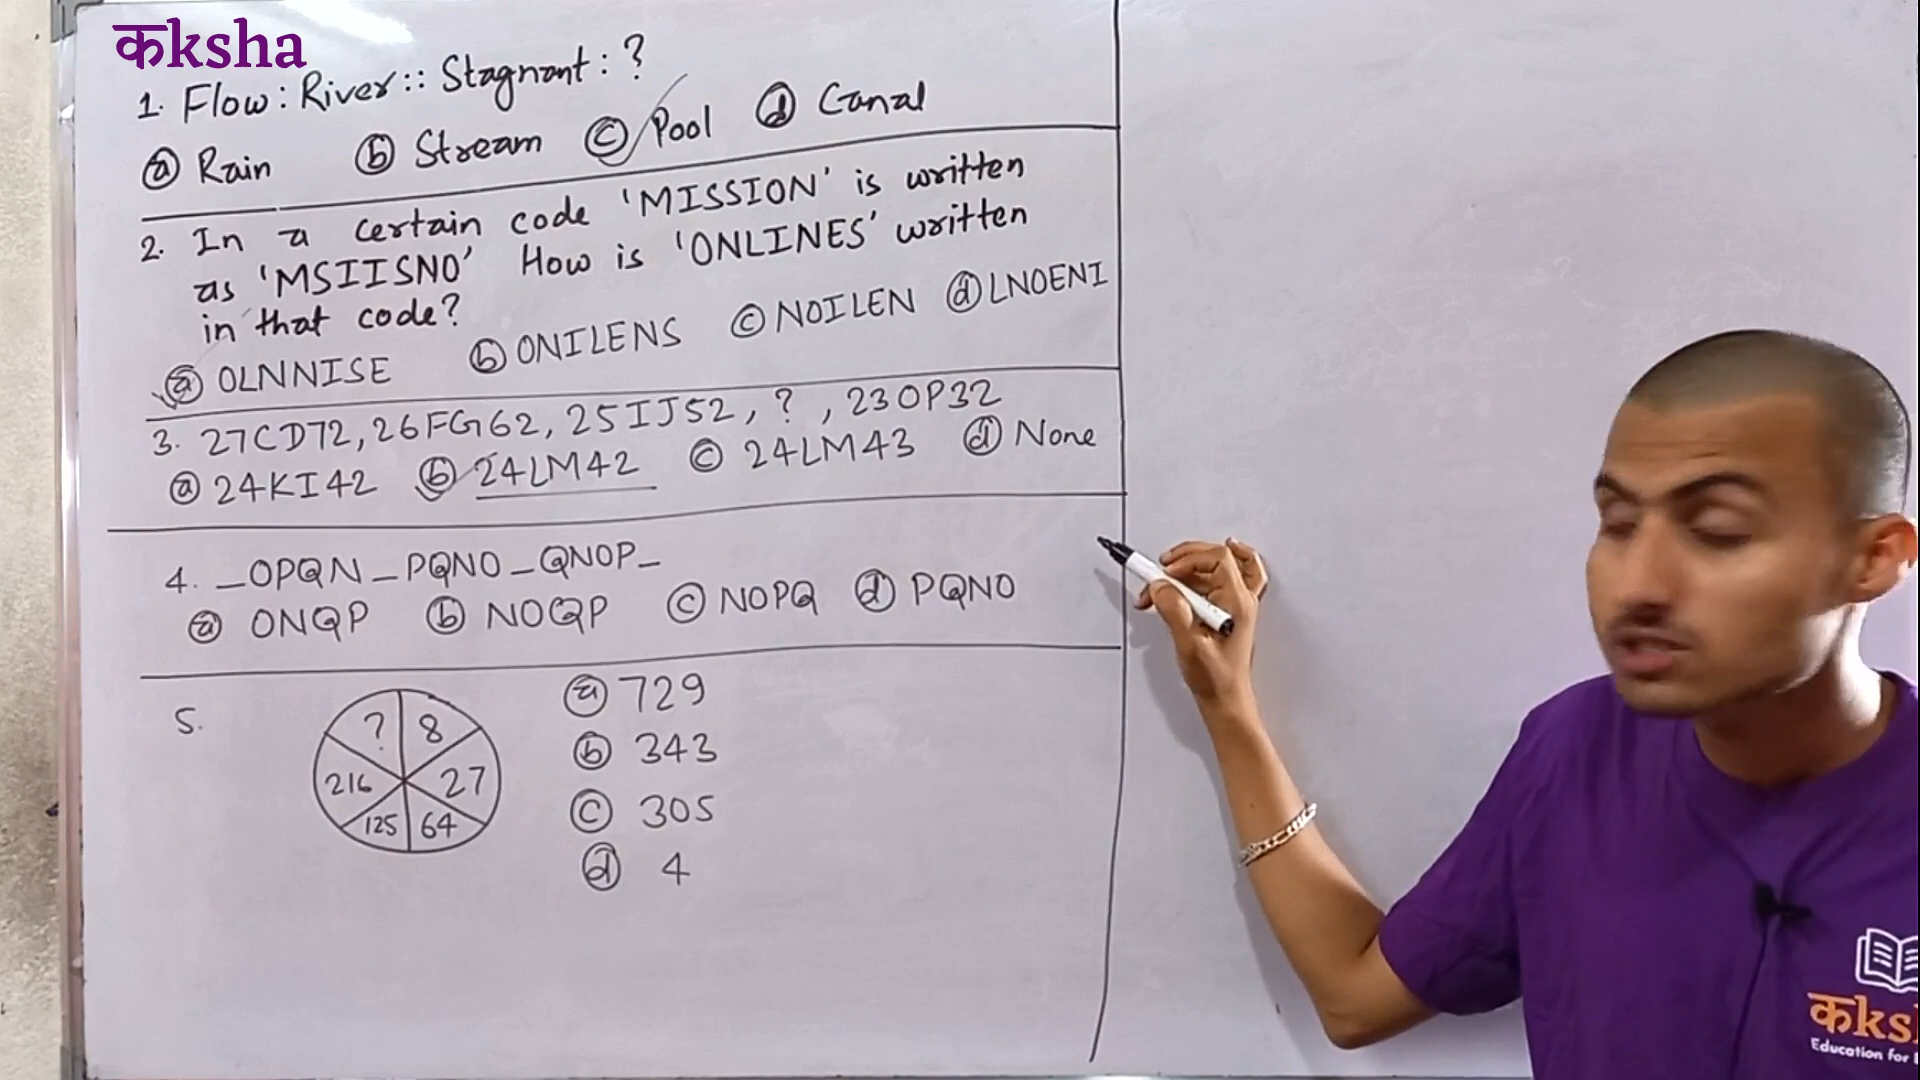 कksha
1. Flow : River :: Stagnant : ?
ⓐ Rain ⓑ Stream ⓒ Pool ⓓ Canal
2. In a certain code 'MISSION' is written
as 'MSIISNO' How is 'ONLINES' written
in that code?
ⓐ OLNNISE ⓑ ONILENS ⓒ NOILEN ⓓ LNOENI
3. 27CD72, 26FG62, 25IJ52, ?, 23OP32
ⓐ 24KI42 ⓑ 24LM42 ⓒ 24LM43 ⓓ None
4. _OPQN_PQNO_QNOP_
ⓐ ONQP ⓑ NOQP ⓒ NOPQ ⓓ PQNO
5.
? 8
216 27
125 64
ⓐ 729
ⓑ 343
ⓒ 305
ⓓ 4
Education for